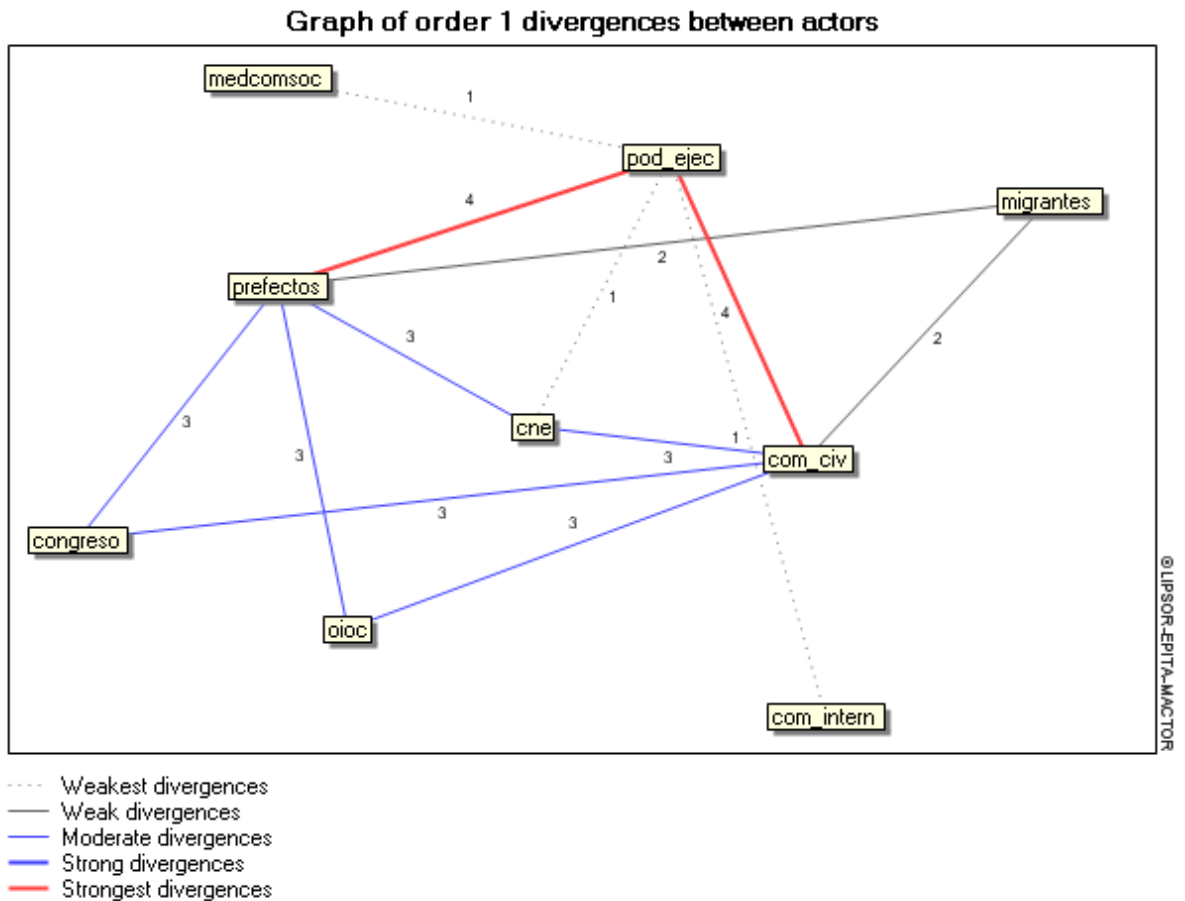 Graph of order 1 divergences between actors
medcomsoc
1
pod_ejec
migrantes
4
2
prefectos
1
4
3
2
3
cne
1
3
com_civ
3
3
3
congreso
oioc
com_intern
©LIPSOR-EPITA-MACTOR
Weakest divergences
Weak divergences
Moderate divergences
Strong divergences
Strongest divergences